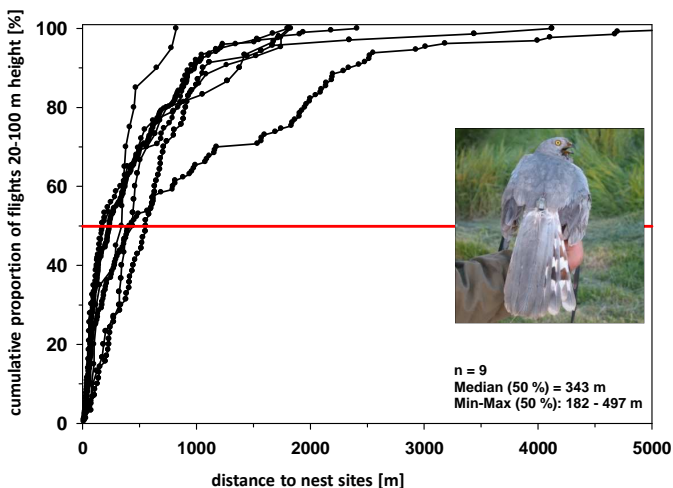 cumulative proportion of flights 20-100 m height [%]
100
80
60
40
20
0
n = 9
Median (50 %) = 343 m
Min-Max (50 %): 182 - 497 m
0 1000 2000 3000 4000 5000
distance to nest sites [m]